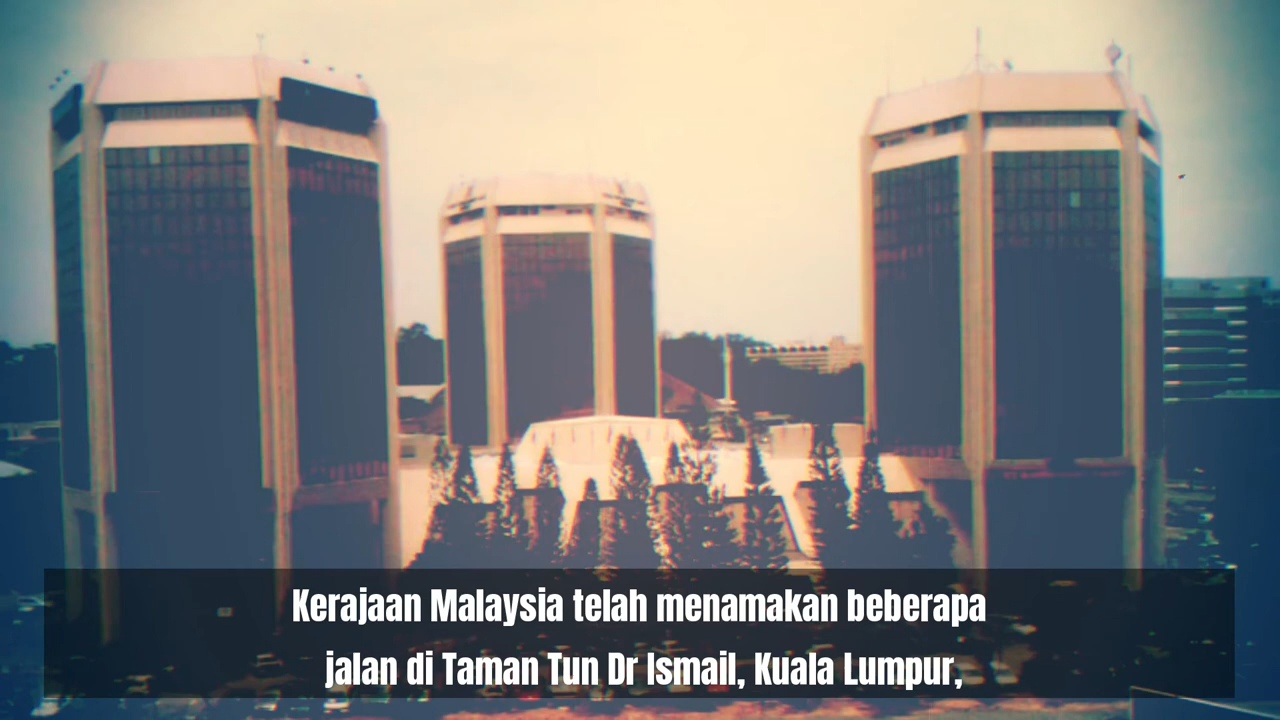 Kerajaan Malaysia telah menamakan beberapa
jalan di Taman Tun Dr Ismail, Kuala Lumpur,